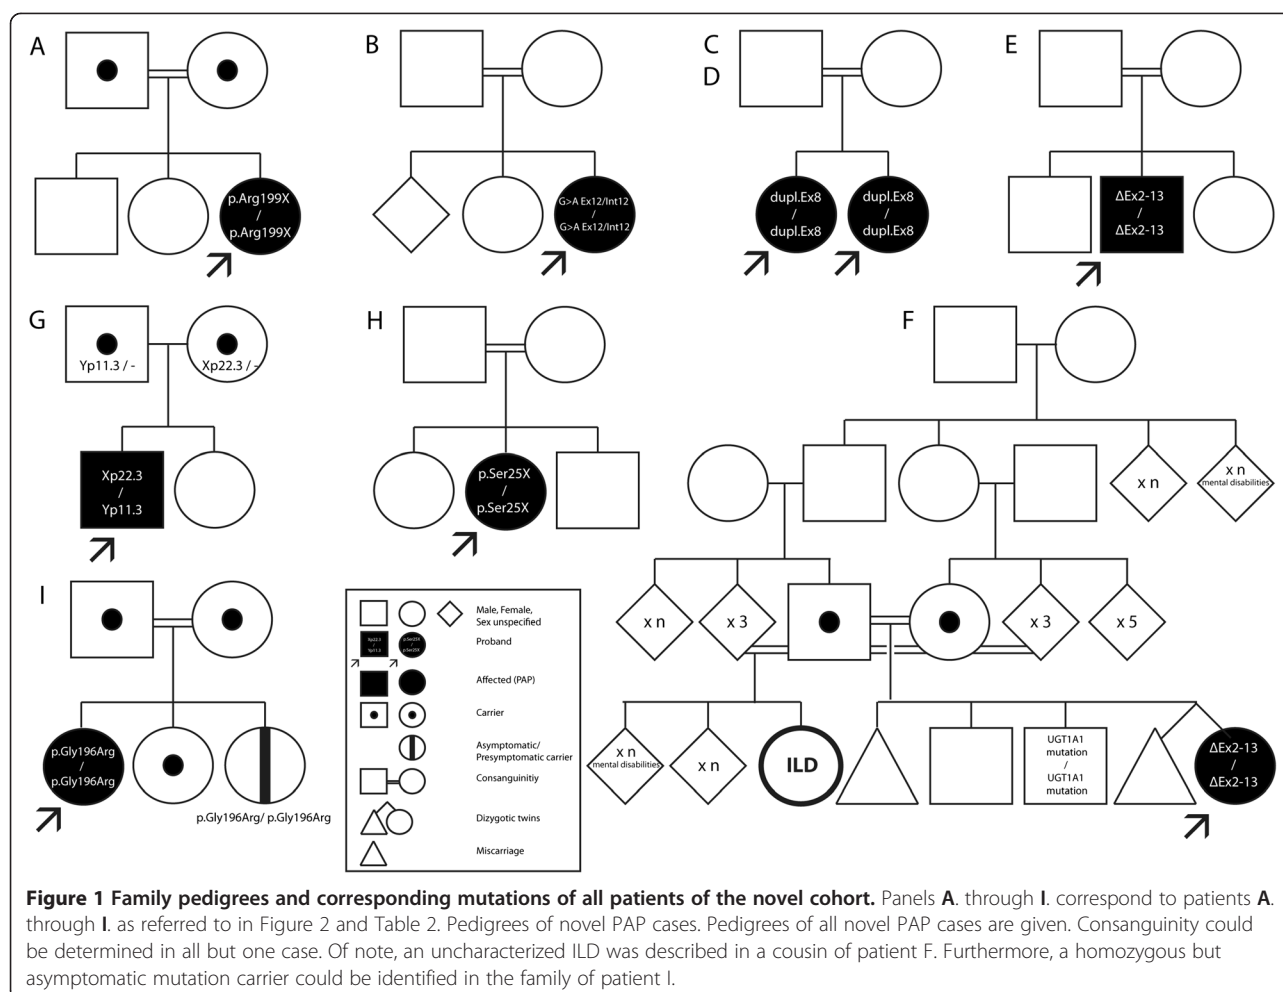 A
p.Arg199X
/
p.Arg199X
B
G>A Ex12/Int12
/
G>A Ex12/Int12
C
D
dupl.Ex8
/
dupl.Ex8
dupl.Ex8
/
dupl.Ex8
E
ΔEx2-13
/
ΔEx2-13
G
Yp11.3 / -
Xp22.3 / -
Xp22.3
/
Yp11.3
H
p.Ser25X
/
p.Ser25X
F
x n
x n
mental disabilities
x n
x 3
x 3
x 5
x n
mental disabilities
x n
ILD
UGT1A1
mutation
/
UGT1A1
mutation
ΔEx2-13
/
ΔEx2-13
I
p.Gly196Arg
/
p.Gly196Arg
p.Gly196Arg/ p.Gly196Arg
Male, Female,
Sex unspecified
Xp22.3
/
Yp11.3
p.Ser25X
/
p.Ser25X
Proband
Affected (PAP)
Carrier
Asymptomatic/
Presymptomatic carrier
Consanguinity
Dizygotic twins
Miscarriage
Figure 1 Family pedigrees and corresponding mutations of all patients of the novel cohort. Panels A. through I. correspond to patients A.
through I. as referred to in Figure 2 and Table 2. Pedigrees of novel PAP cases. Pedigrees of all novel PAP cases are given. Consanguinity could
be determined in all but one case. Of note, an uncharacterized ILD was described in a cousin of patient F. Furthermore, a homozygous but
asymptomatic mutation carrier could be identified in the family of patient I.